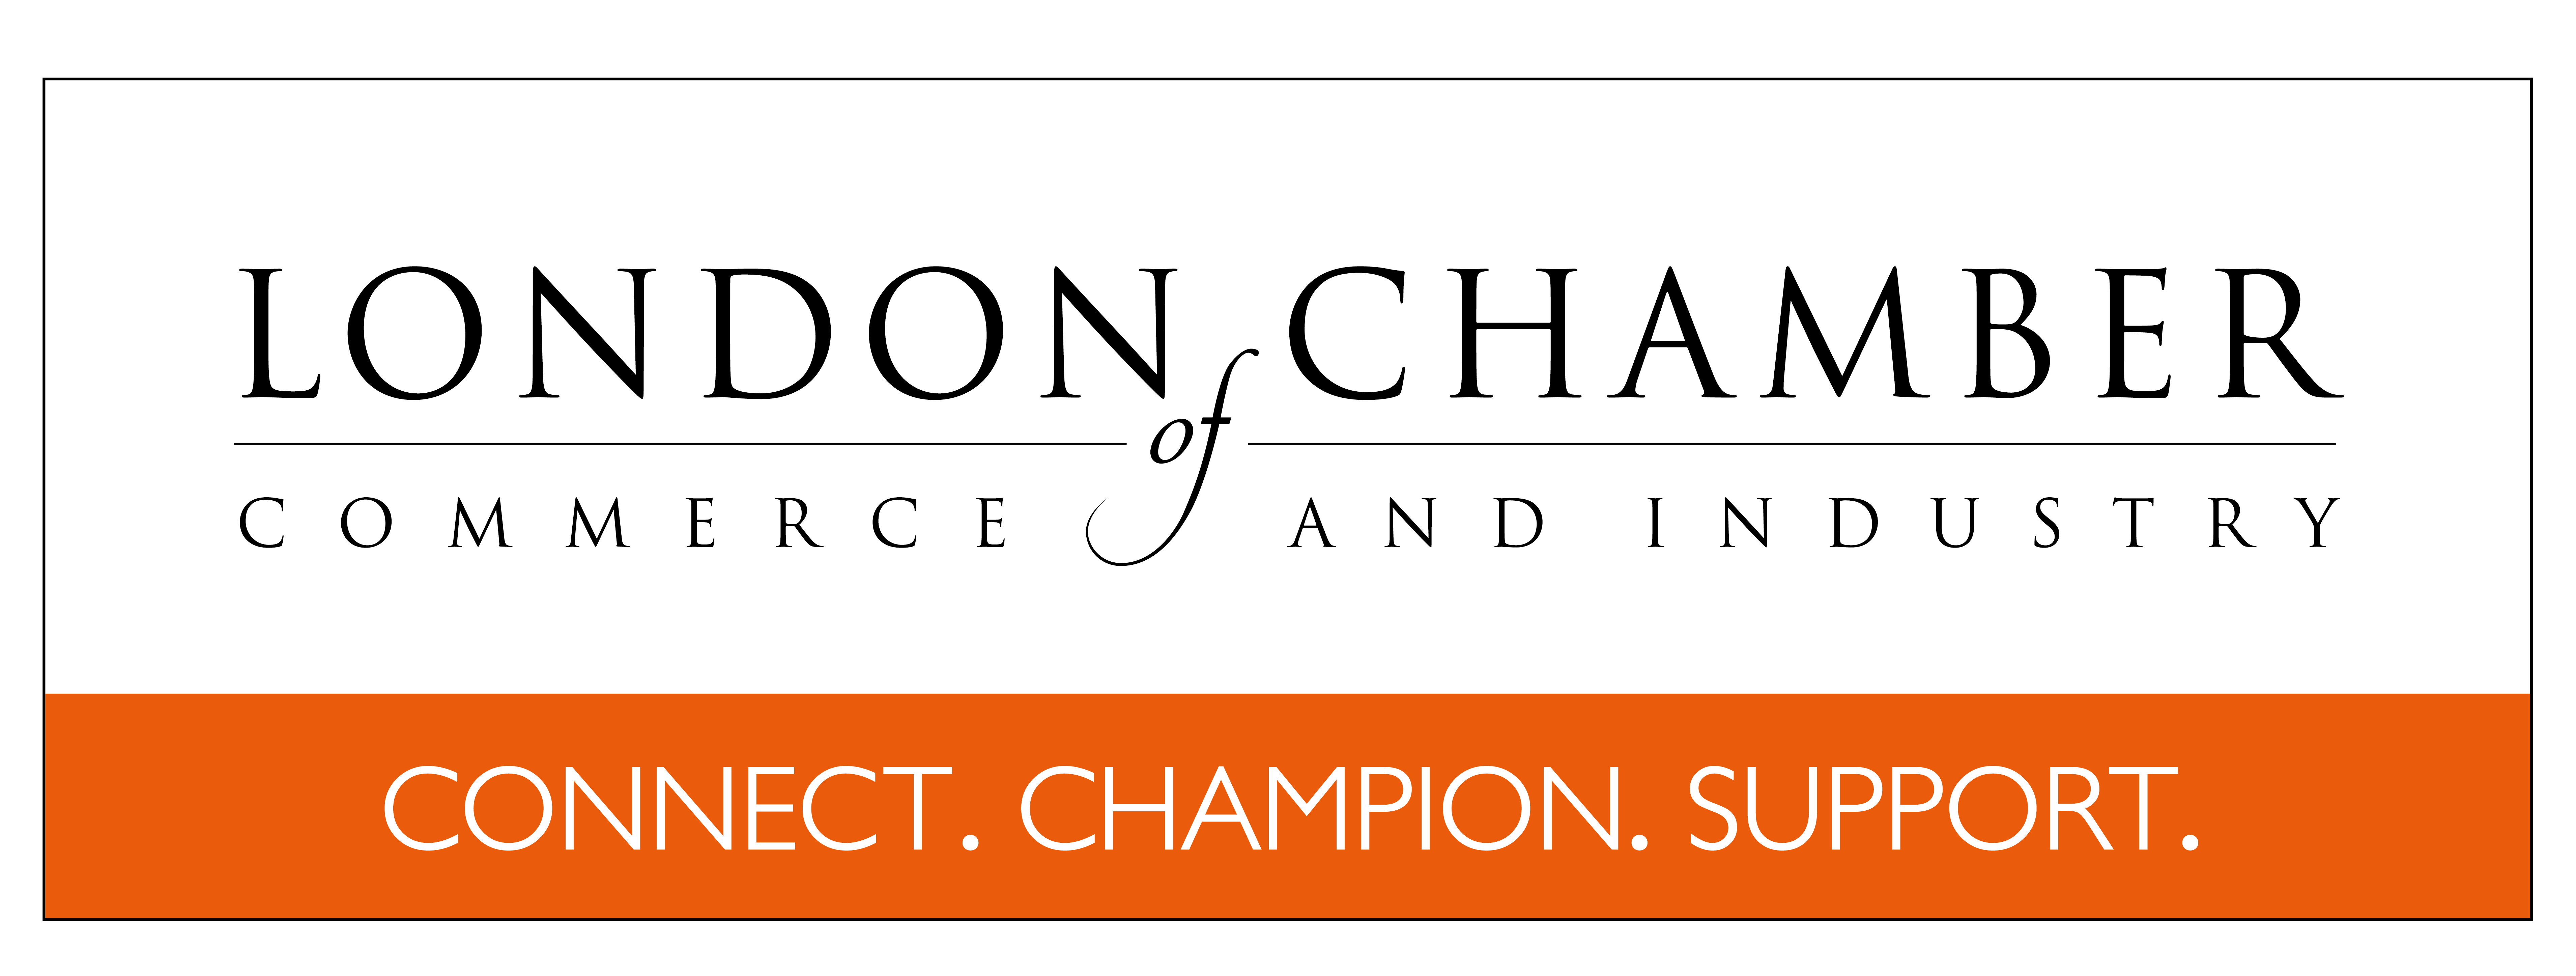 LONDON CHAMBER
of
COMMERCE AND INDUSTRY
CONNECT. CHAMPION. SUPPORT.